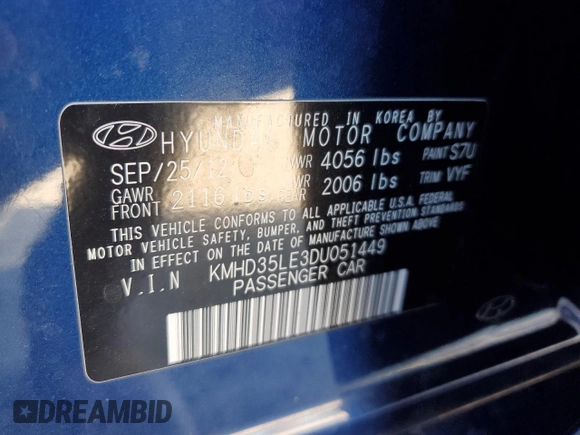 MANUFACTURED IN KOREA BY
HYUNDAI MOTOR COMPANY
SEP/25/12 GVWR 4056 lbs PAINT S7U
GAWR FRONT 2116 lbs REAR 2006 lbs TRIM VYF
THIS VEHICLE CONFORMS TO ALL APPLICABLE U.S.A. FEDERAL
MOTOR VEHICLE SAFETY, BUMPER, AND THEFT PREVENTION STANDARDS
IN EFFECT ON THE DATE OF MANUFACTURE SHOWN ABOVE
V.I.N KMHD35LE3DU051449
PASSENGER CAR
DREAMBID